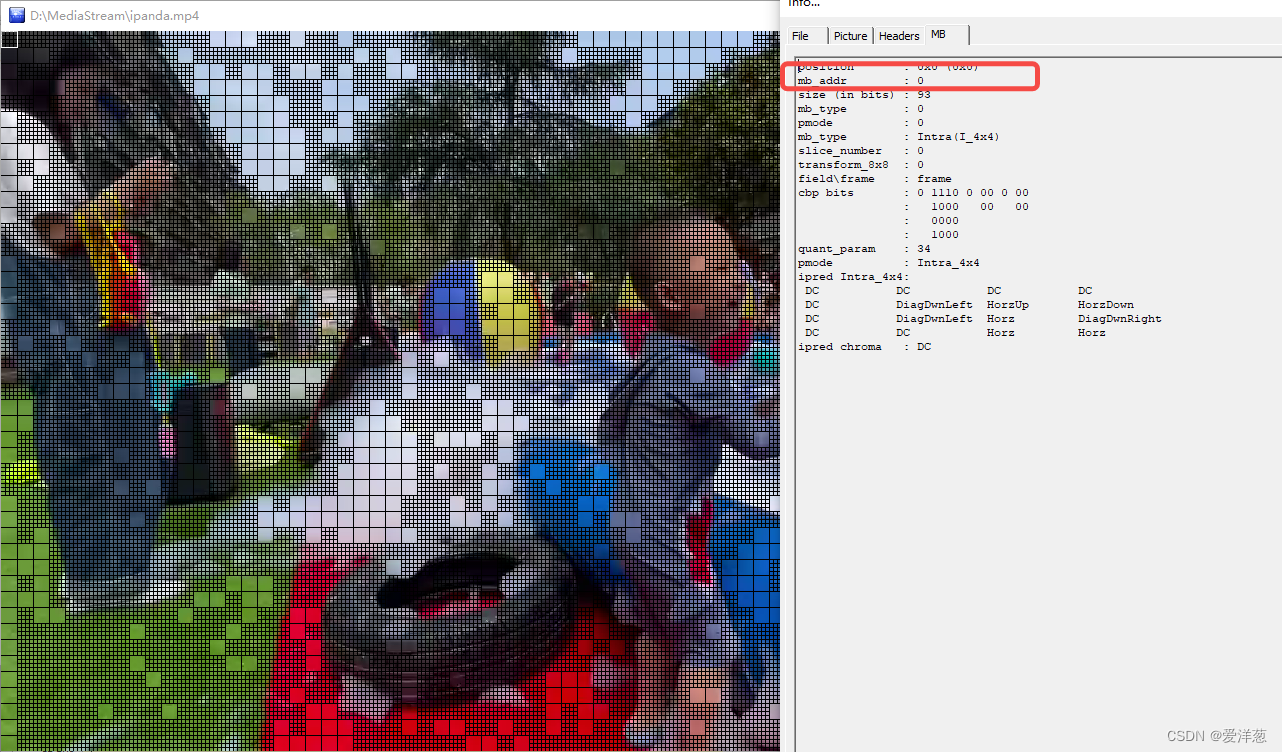 D:\MediaStream\ipanda.mp4
Info...
File Picture Headers MB
position : 0x0 (0x0)
mb_addr : 0
size (in bits) : 93
mb_type : 0
pmode : 0
mb_type : Intra(I_4x4)
slice_number : 0
transform_8x8 : 0
field\frame : frame
cbp bits : 0 1110 0 00 0 00
: 1000 00 00
: 0000
: 1000
quant_param : 34
pmode : Intra_4x4
ipred Intra_4x4:
DC DC DC DC
DC DiagDwnLeft HorzUp HorzDown
DC DiagDwnLeft Horz DiagDwnRight
DC DC Horz Horz
ipred chroma : DC
CSDN @爱洋葱